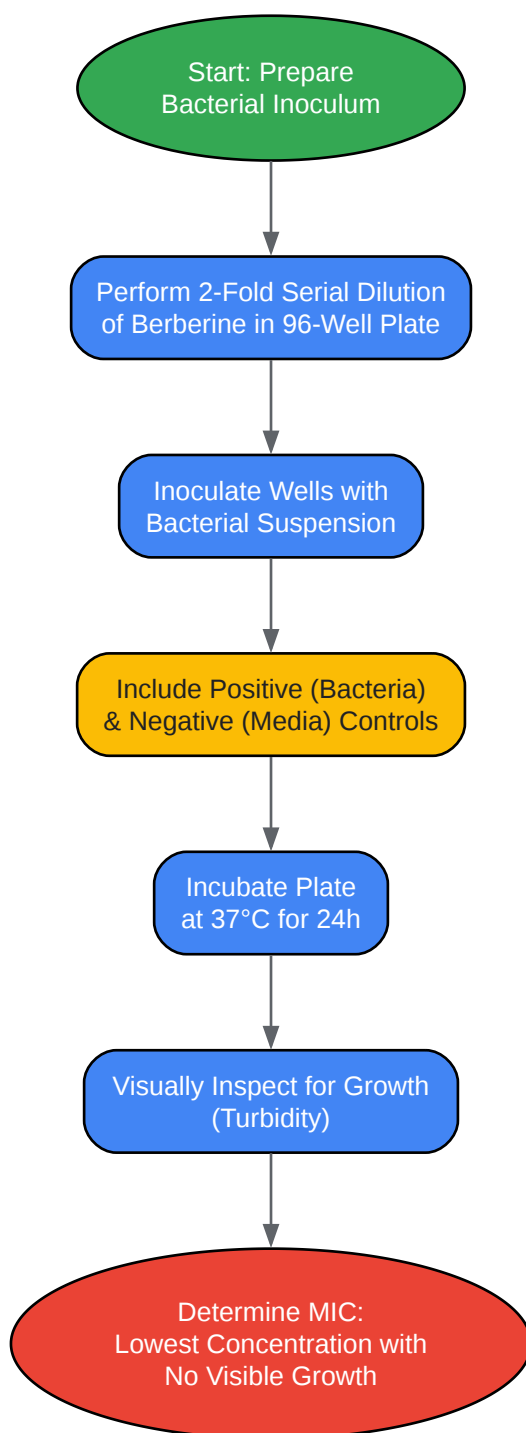 Start: Prepare
Bacterial Inoculum
Perform 2-Fold Serial Dilution
of Berberine in 96-Well Plate
Inoculate Wells with
Bacterial Suspension
Include Positive (Bacteria)
& Negative (Media) Controls
Incubate Plate
at 37°C for 24h
Visually Inspect for Growth
(Turbidity)
Determine MIC:
Lowest Concentration with
No Visible Growth